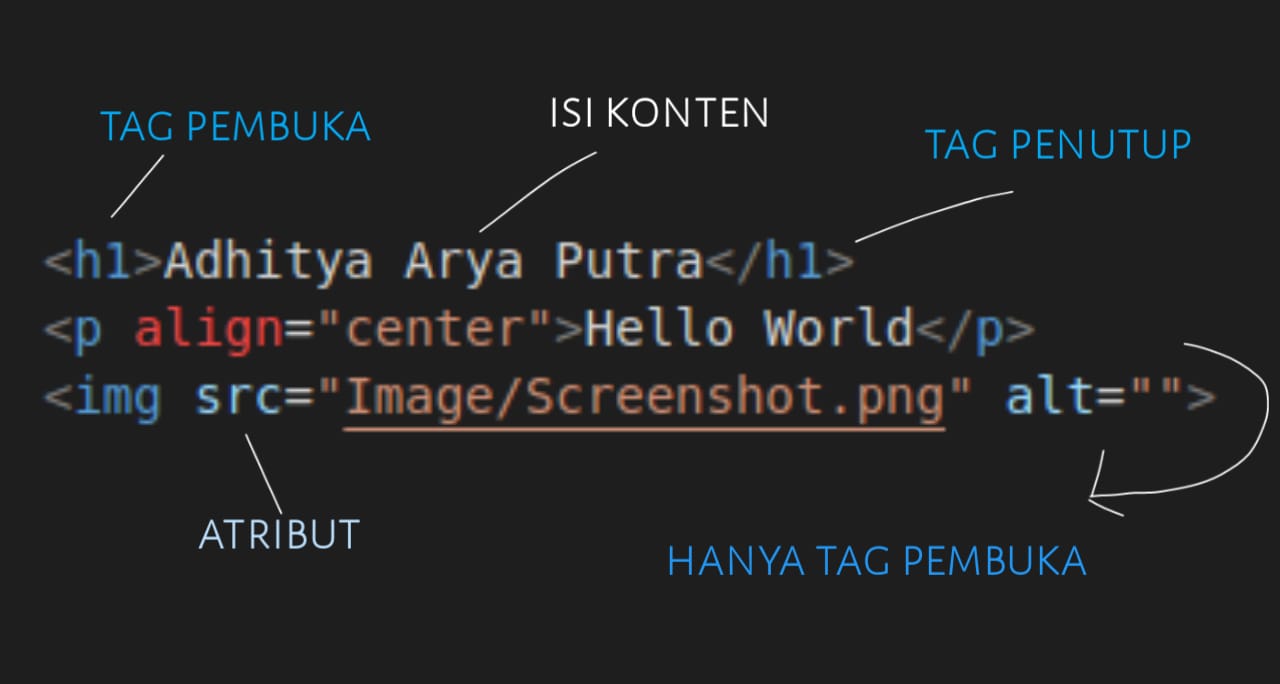 TAG PEMBUKA
ISI KONTEN
TAG PENUTUP
<h1>Adhitya Arya Putra</h1>
<p align="center">Hello World</p>
<img src="Image/Screenshot.png" alt="">
ATRIBUT
HANYA TAG PEMBUKA